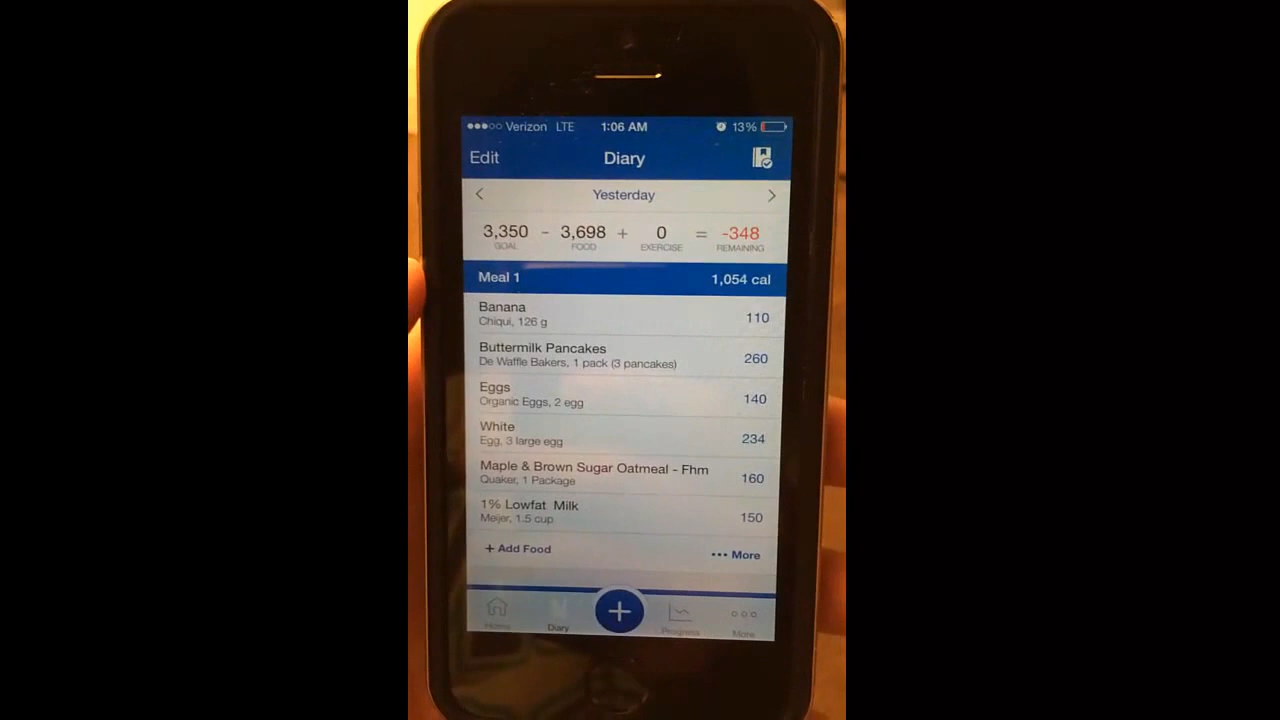 Verizon LTE 1:06 AM 13%
Edit Diary
Yesterday
3,350 - 3,698 + 0 = -348
GOAL FOOD EXERCISE REMAINING
Meal 1 1,054 cal
Banana
Chiqui, 126 g 110
Buttermilk Pancakes
De Waffle Bakers, 1 pack (3 pancakes) 260
Eggs
Organic Eggs, 2 egg 140
White
Egg, 3 large egg 234
Maple & Brown Sugar Oatmeal - Fhm
Quaker, 1 Package 160
1% Lowfat Milk
Meijer, 1.5 cup 150
+ Add Food ••• More
+
Home Diary Progress More